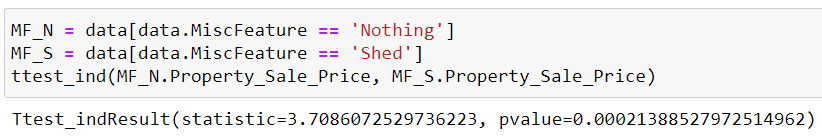 MF_N = data[data.MiscFeature == 'Nothing']
MF_S = data[data.MiscFeature == 'Shed']
ttest_ind(MF_N.Property_Sale_Price, MF_S.Property_Sale_Price)
Ttest_indResult(statistic=3.7086072529736223, pvalue=0.00021388527972514962)